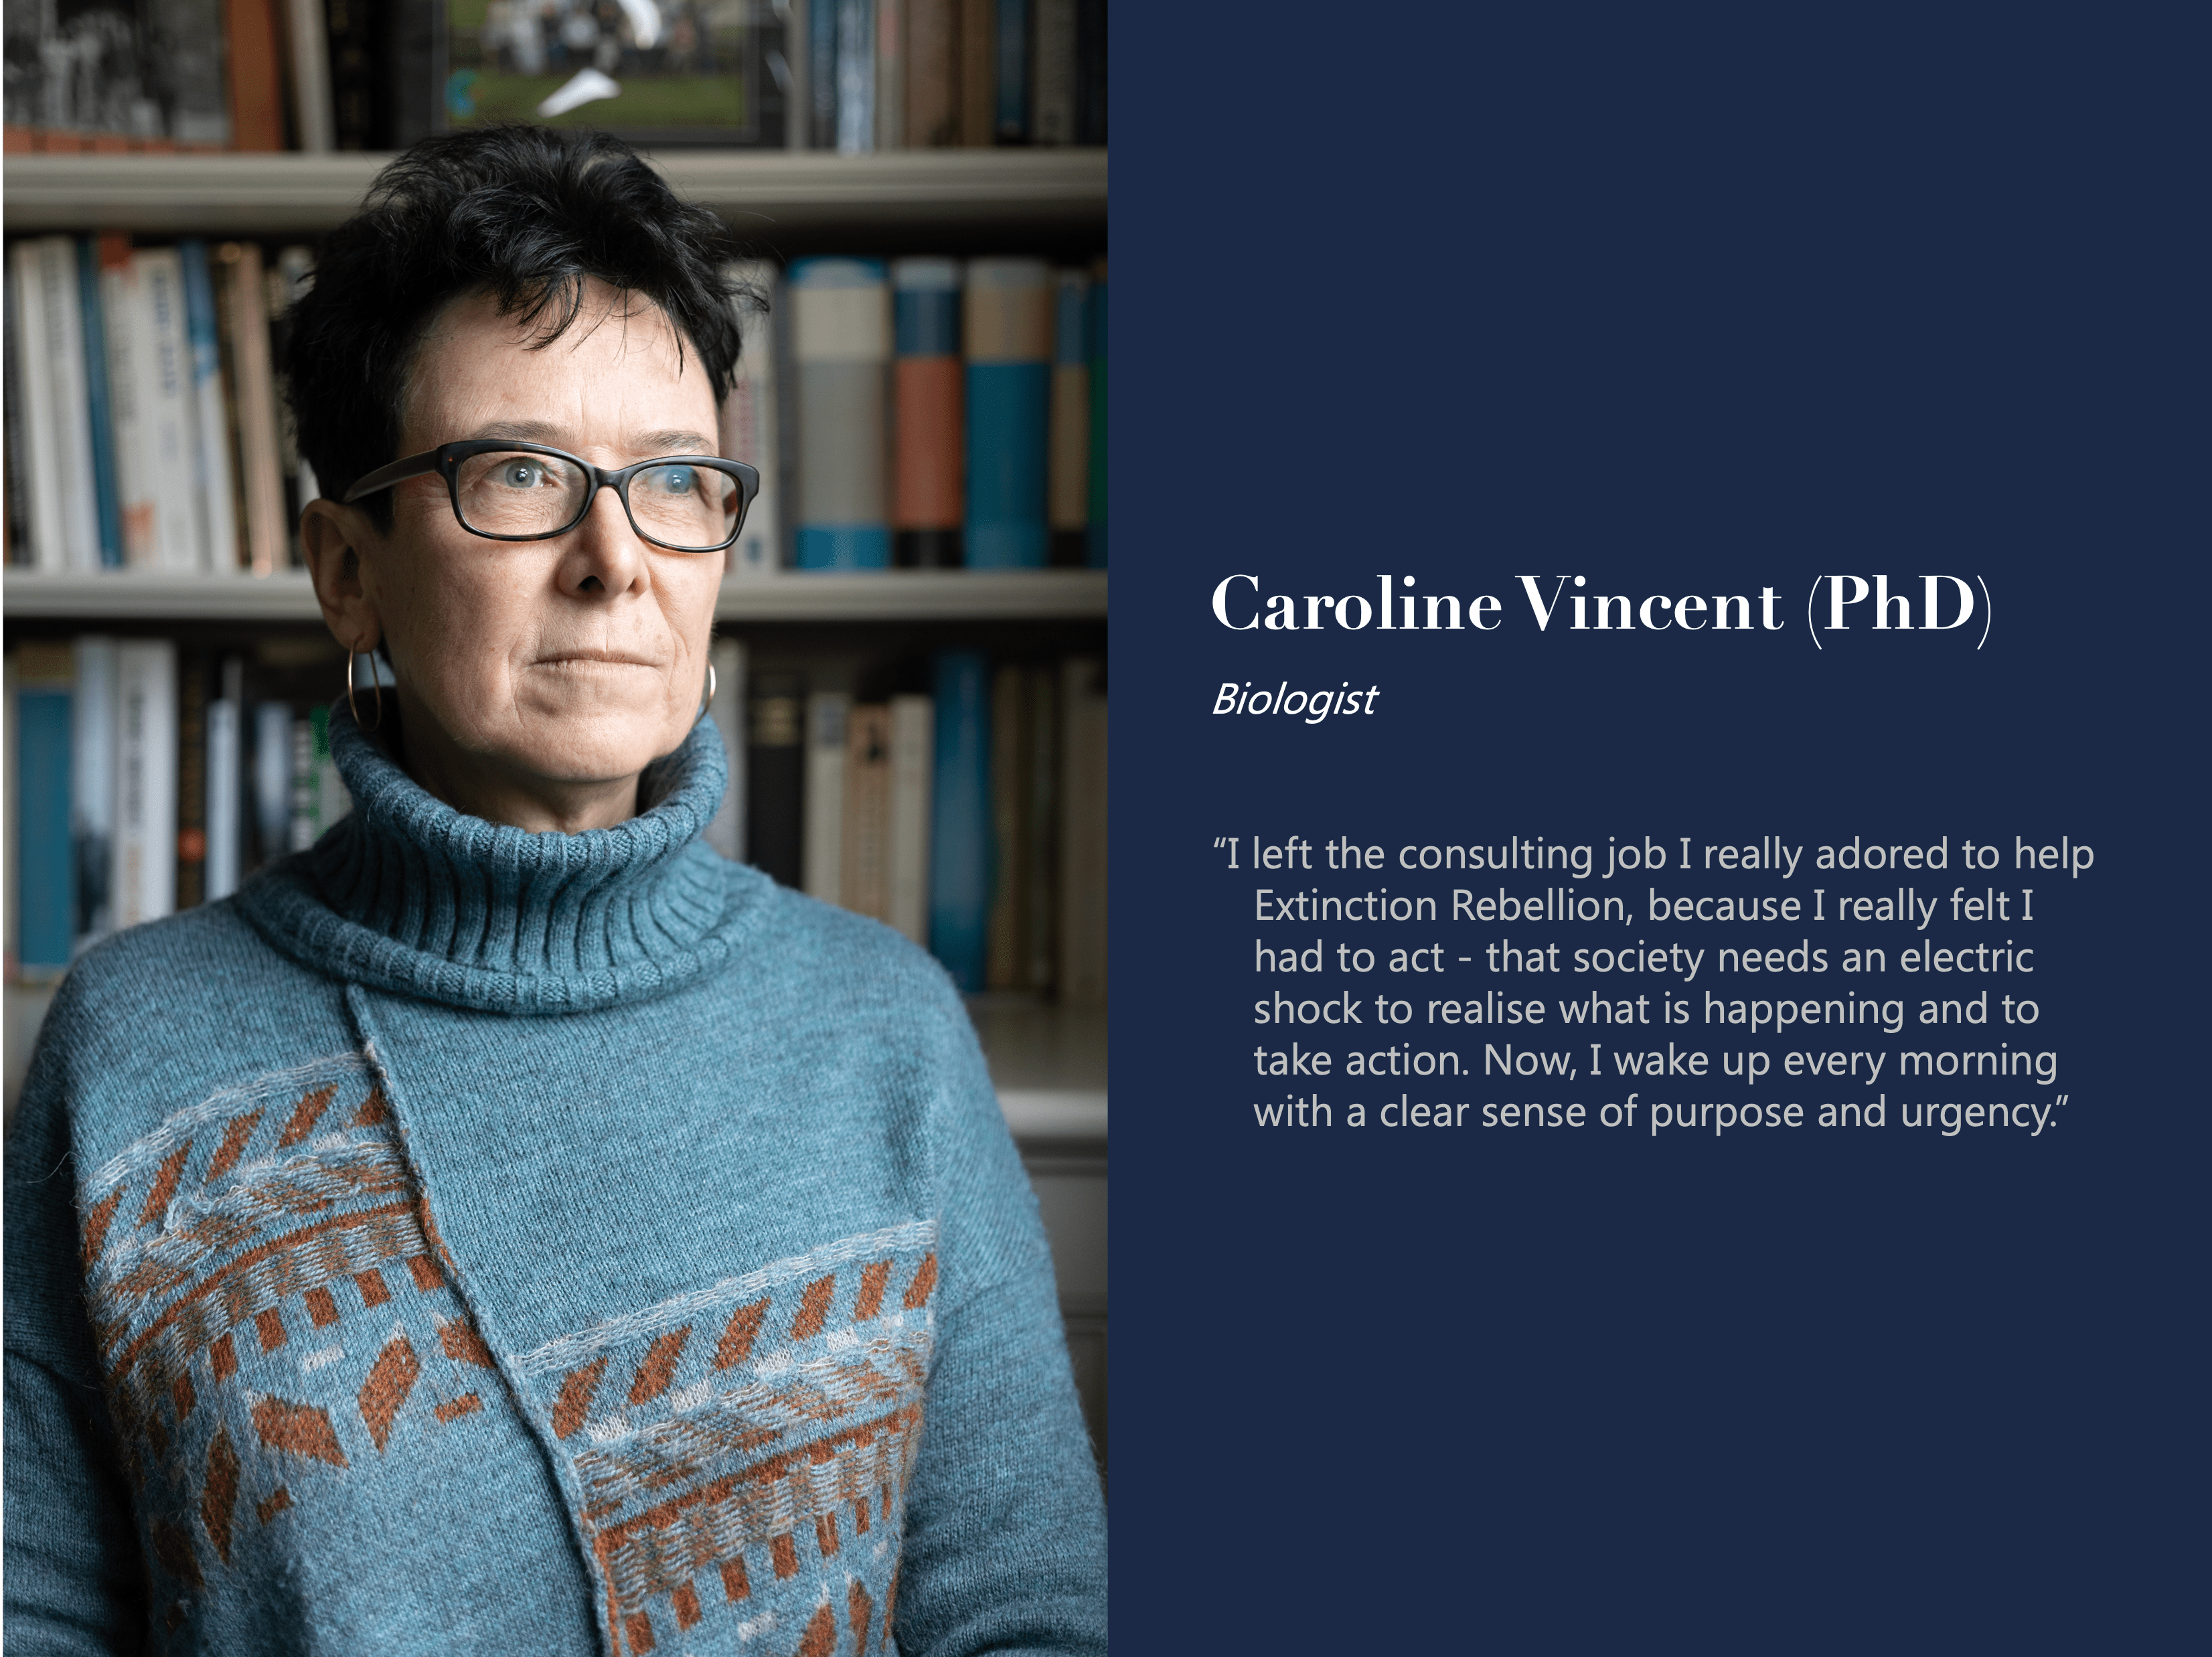 Caroline Vincent (PhD)
Biologist
“I left the consulting job I really adored to help
Extinction Rebellion, because I really felt I
had to act - that society needs an electric
shock to realise what is happening and to
take action. Now, I wake up every morning
with a clear sense of purpose and urgency.”